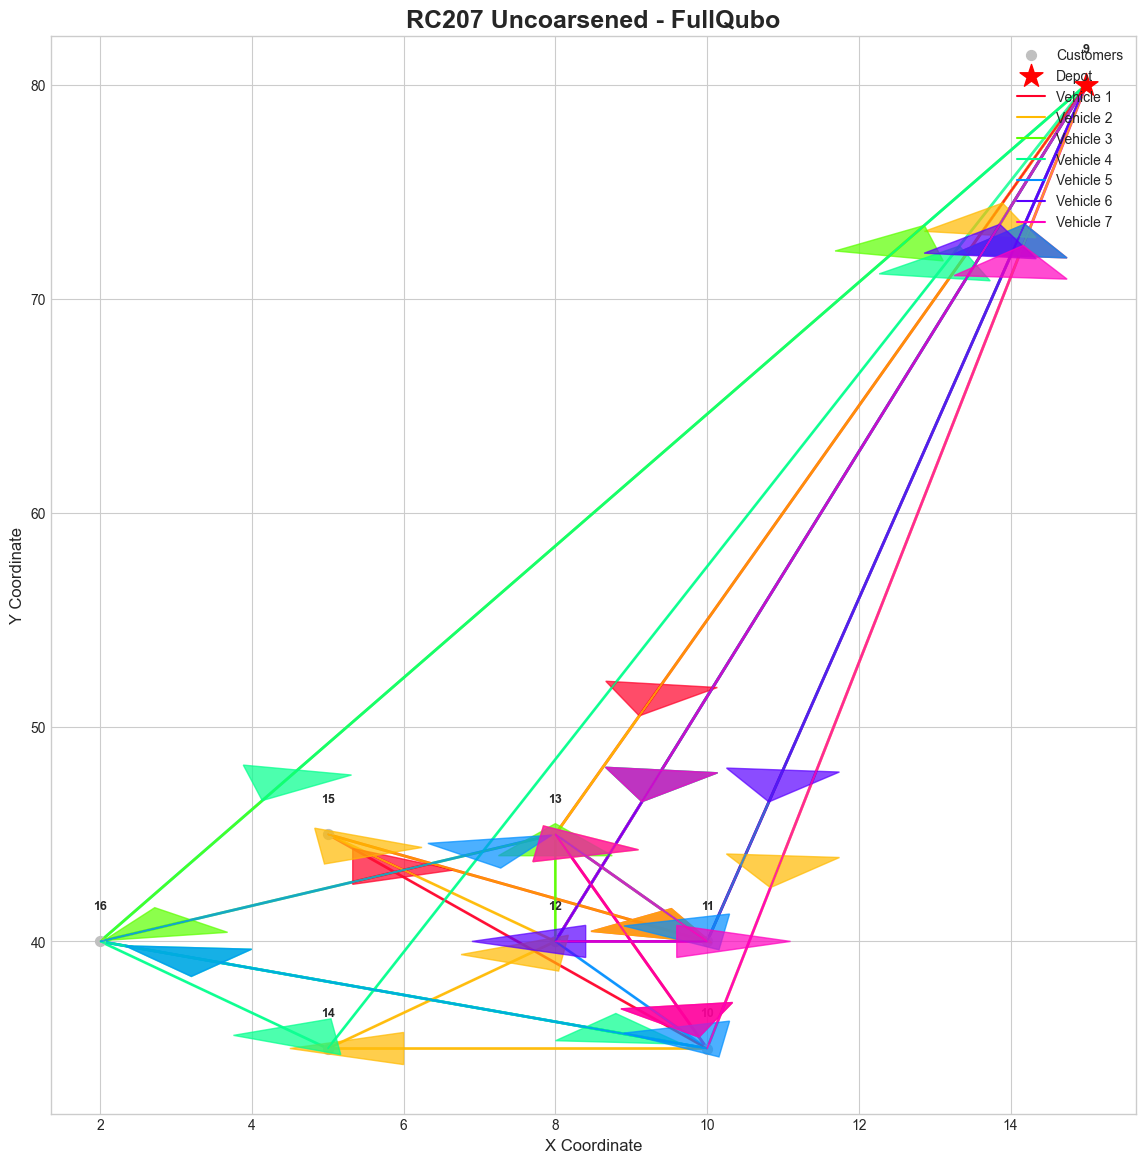 RC207 Uncoarsened - FullQubo
9
Customers
Depot
Vehicle 1
Vehicle 2
Vehicle 3
Vehicle 4
Vehicle 5
Vehicle 6
Vehicle 7
80
70
60
50
40
Y Coordinate
15
13
16
12
11
14
10
2
4
6
8
10
12
14
X Coordinate